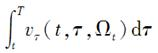 ∫_t^T v_τ(t, τ, Ω_t) dτ